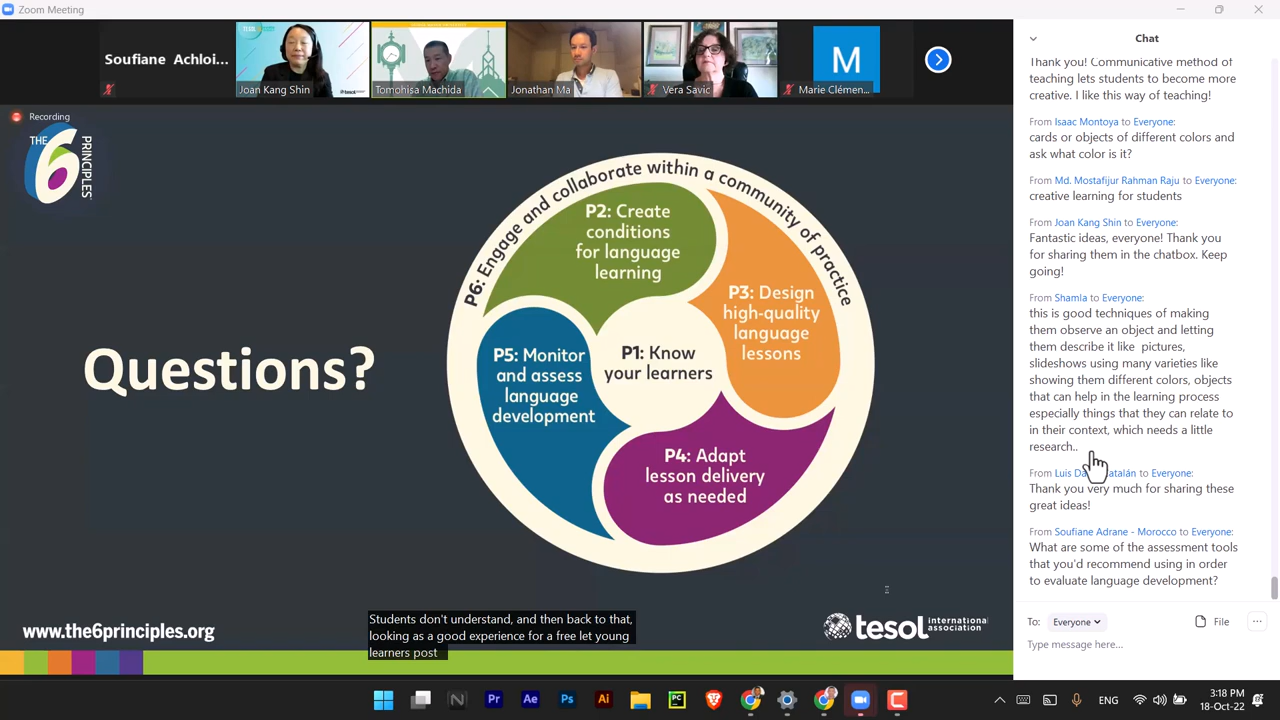 Zoom Meeting
Soufiane Achloi...
Joan Kang Shin
Tomohisa Machida
Jonathan Ma
Vera Savic
M
Marie Clémen...
Recording
THE
6
PRINCIPLES
Questions?
P6: Engage and collaborate within a community of practice
P2: Create
conditions
for language
learning
P3: Design
high-quality
language
lessons
P1: Know
your learners
P5: Monitor
and assess
language
development
P4: Adapt
lesson delivery
as needed
www.the6principles.org
Students don't understand, and then back to that,
looking as a good experience for a free let young
learners post
tesol international
association
Chat
Thank you! Communicative method of
teaching lets students to become more
creative. I like this way of teaching!
From Isaac Montoya to Everyone:
cards or objects of different colors and
ask what color is it?
From Md. Mostafijur Rahman Raju to Everyone:
creative learning for students
From Joan Kang Shin to Everyone:
Fantastic ideas, everyone! Thank you
for sharing them in the chatbox. Keep
going!
From Shamla to Everyone:
this is good techniques of making
them observe an object and letting
them describe it like pictures,
slideshows using many varieties like
showing them different colors, objects
that can help in the learning process
especially things that they can relate to
in their context, which needs a little
research..
From Luis Da atalán to Everyone:
Thank you very much for sharing these
great ideas!
From Soufiane Adrane - Morocco to Everyone:
What are some of the assessment tools
that you'd recommend using in order
to evaluate language development?
To: Everyone
File
Type message here...
N
Pr
Ae
Ps
Ai
PC
ENG
3:18 PM
18-Oct-22